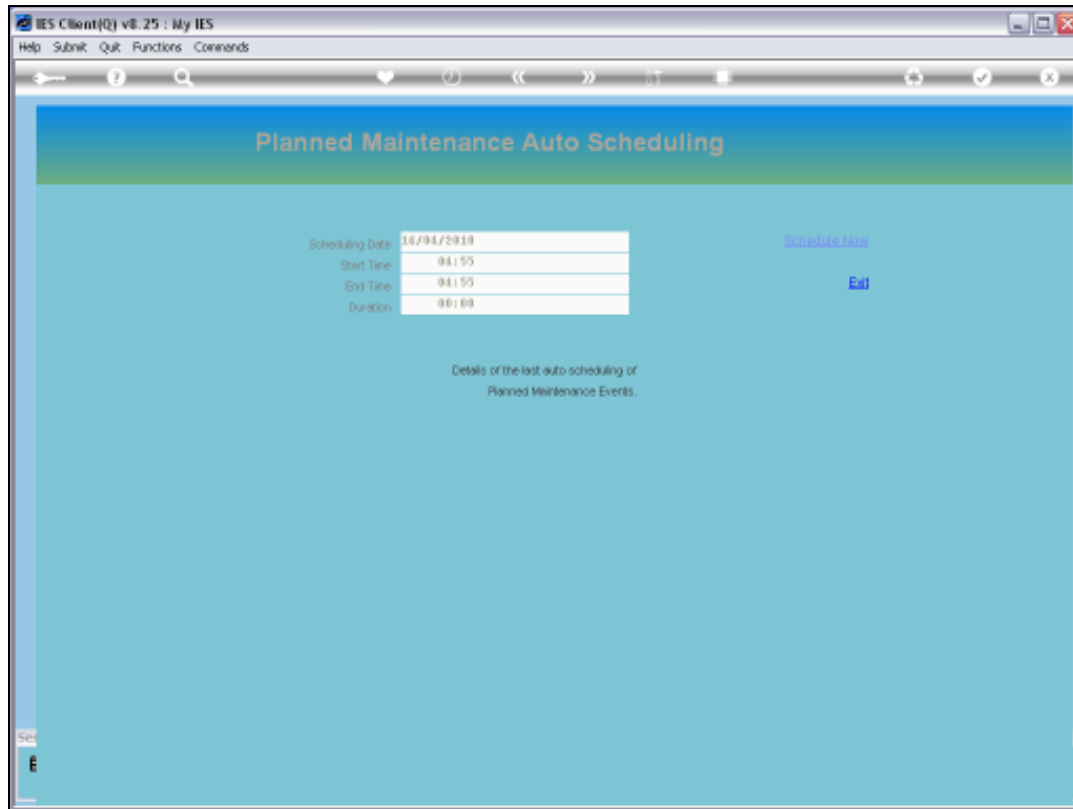 IES Client(Q) v8.25 : My IES
Help Submit Quit Functions Commands
Planned Maintenance Auto Scheduling
Scheduling Date 16/04/2010
Schedule Now
Start Time 04:55
End Time 04:55
Exit
Duration 00:00
Details of the last auto scheduling of
Planned Maintenance Events.